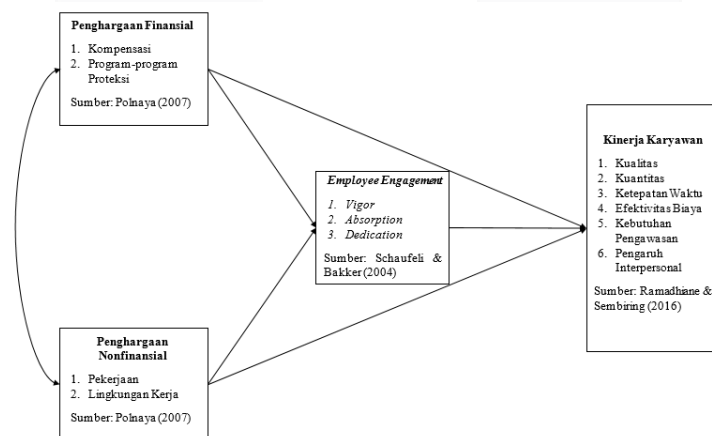 Penghargaan Finansial
1. Kompensasi
2. Program-program
Proteksi
Sumber: Polnaya (2007)
Employee Engagement
1. Vigor
2. Absorption
3. Dedication
Sumber: Schaufeli &
Bakker (2004)
Kinerja Karyawan
1. Kualitas
2. Kuantitas
3. Ketepatan Waktu
4. Efektivitas Biaya
5. Kebutuhan
Pengawasan
6. Pengaruh
Interpersonal
Sumber: Ramadhiane &
Sembiring (2016)
Penghargaan
Nonfinansial
1. Pekerjaan
2. Lingkungan Kerja
Sumber: Polnaya (2007)